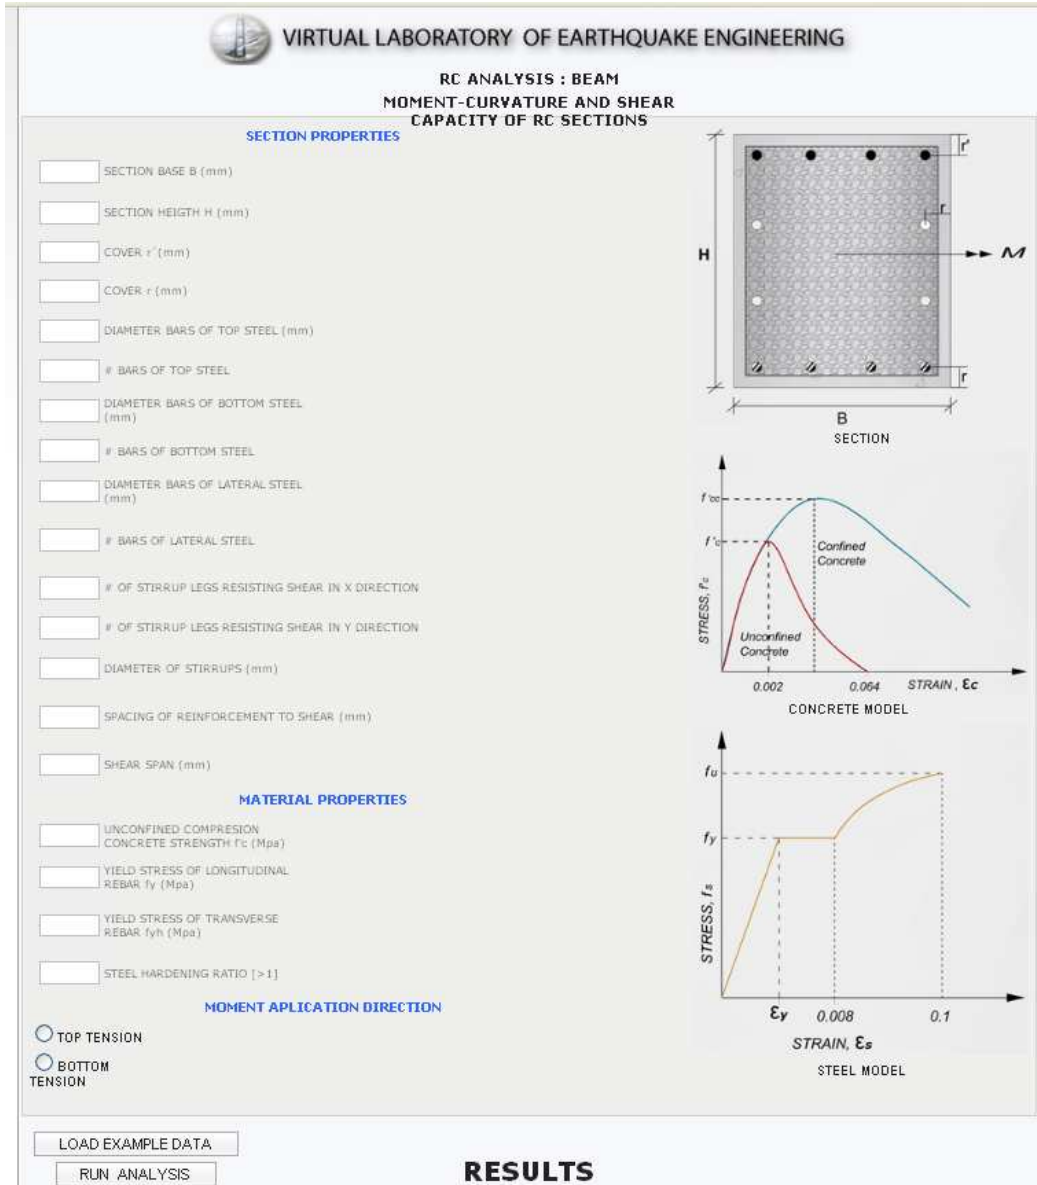 VIRTUAL LABORATORY OF EARTHQUAKE ENGINEERING
RC ANALYSIS : BEAM
MOMENT-CURVATURE AND SHEAR
CAPACITY OF RC SECTIONS
SECTION PROPERTIES
SECTION BASE B (mm)
SECTION HEIGTH H (mm)
COVER r´(mm)
COVER r (mm)
DIAMETER BARS OF TOP STEEL (mm)
# BARS OF TOP STEEL
DIAMETER BARS OF BOTTOM STEEL
(mm)
# BARS OF BOTTOM STEEL
DIAMETER BARS OF LATERAL STEEL
(mm)
# BARS OF LATERAL STEEL
# OF STIRRUP LEGS RESISTING SHEAR IN X DIRECTION
# OF STIRRUP LEGS RESISTING SHEAR IN Y DIRECTION
DIAMETER OF STIRRUPS (mm)
SPACING OF REINFORCEMENT TO SHEAR (mm)
SHEAR SPAN (mm)
MATERIAL PROPERTIES
UNCONFINED COMPRESION
CONCRETE STRENGTH f'c (Mpa)
YIELD STRESS OF LONGITUDINAL
REBAR fy (Mpa)
YIELD STRESS OF TRANSVERSE
REBAR fyh (Mpa)
STEEL HARDENING RATIO [>1]
MOMENT APLICATION DIRECTION
TOP TENSION
BOTTOM
TENSION
r'
r
H
M
r
B
SECTION
f'cc
f'c
Confined
Concrete
Unconfined
Concrete
STRESS, f'c
0.002 0.064 STRAIN, εc
CONCRETE MODEL
fu
fy
STRESS, fs
εy 0.008 0.1
STRAIN, εs
STEEL MODEL
LOAD EXAMPLE DATA
RUN ANALYSIS
RESULTS